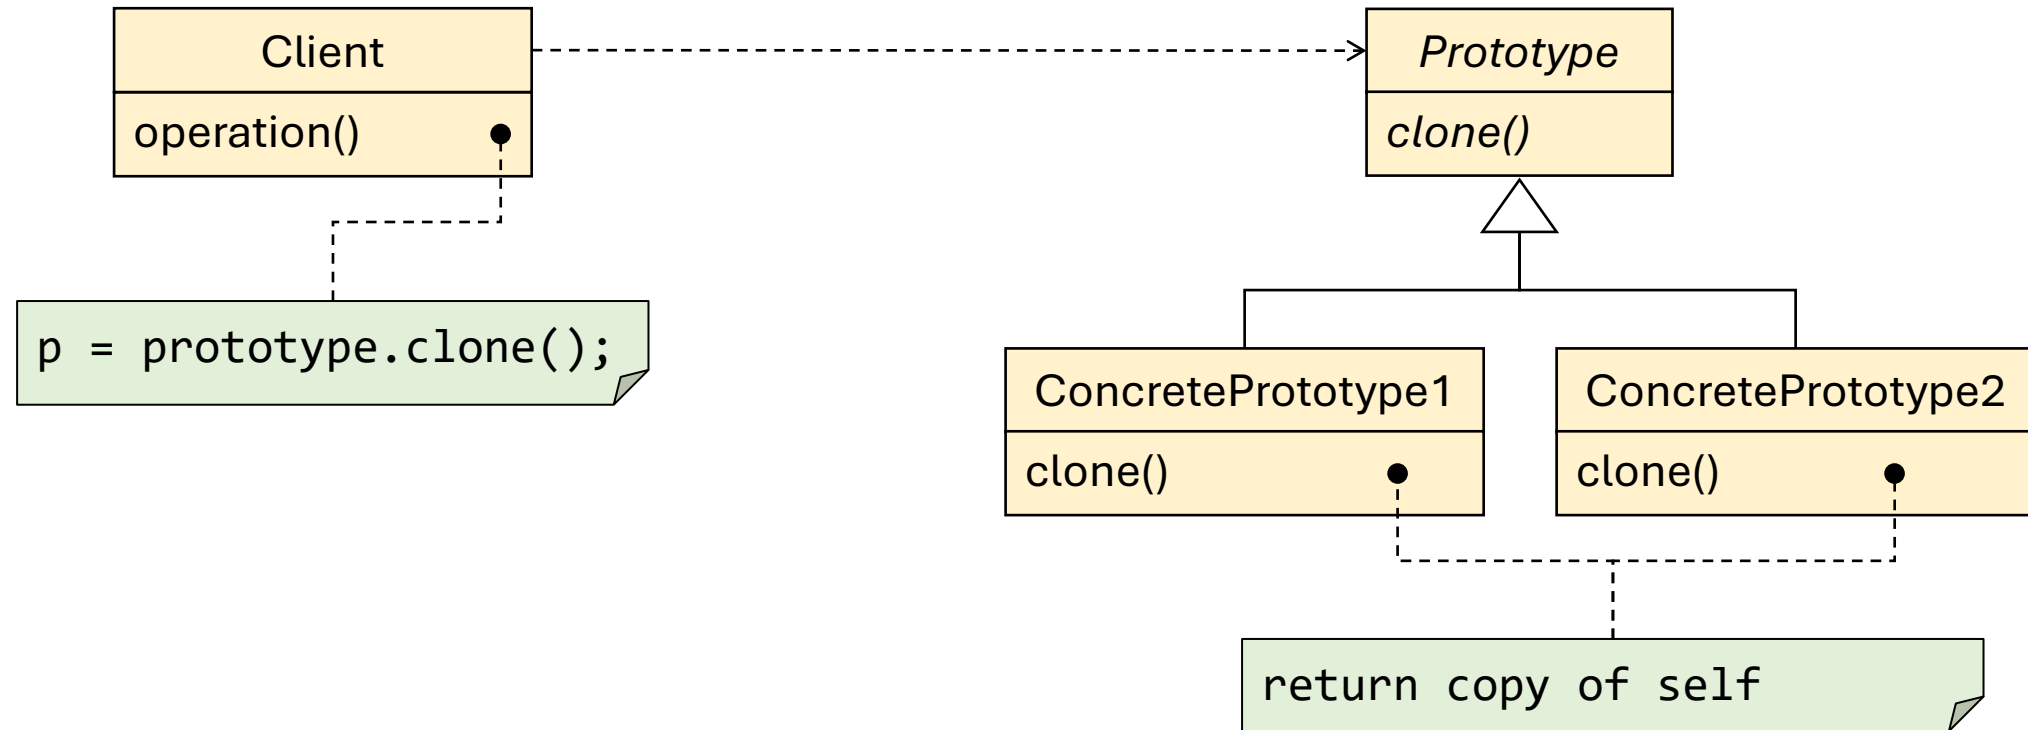 Client
operation()
p = prototype.clone();
Prototype
clone()
ConcretePrototype1
clone()
ConcretePrototype2
clone()
return copy of self